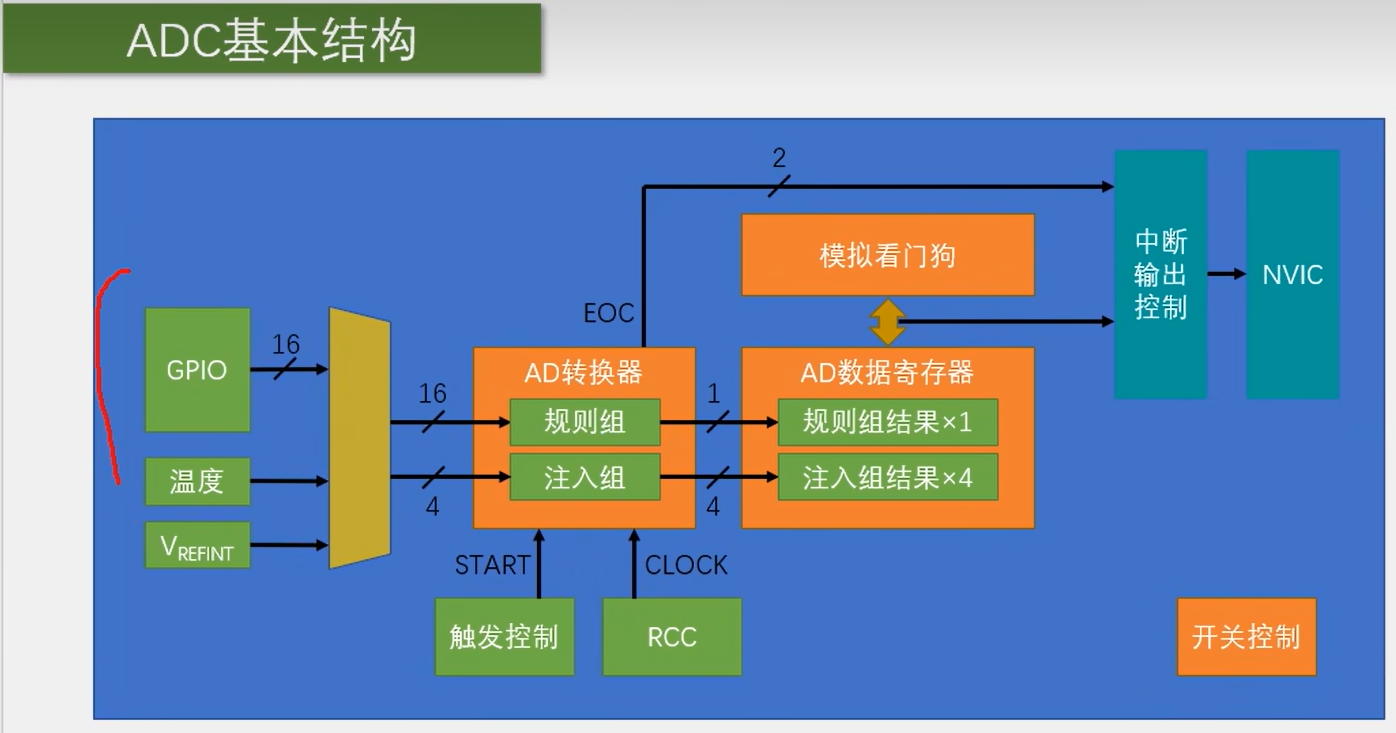 ADC基本结构
2
模拟看门狗
中断
输出
控制
NVIC
EOC
GPIO
16
AD转换器
AD数据寄存器
16
规则组
1
规则组结果×1
温度
4
注入组
4
注入组结果×4
VREFINT
START
CLOCK
触发控制
RCC
开关控制